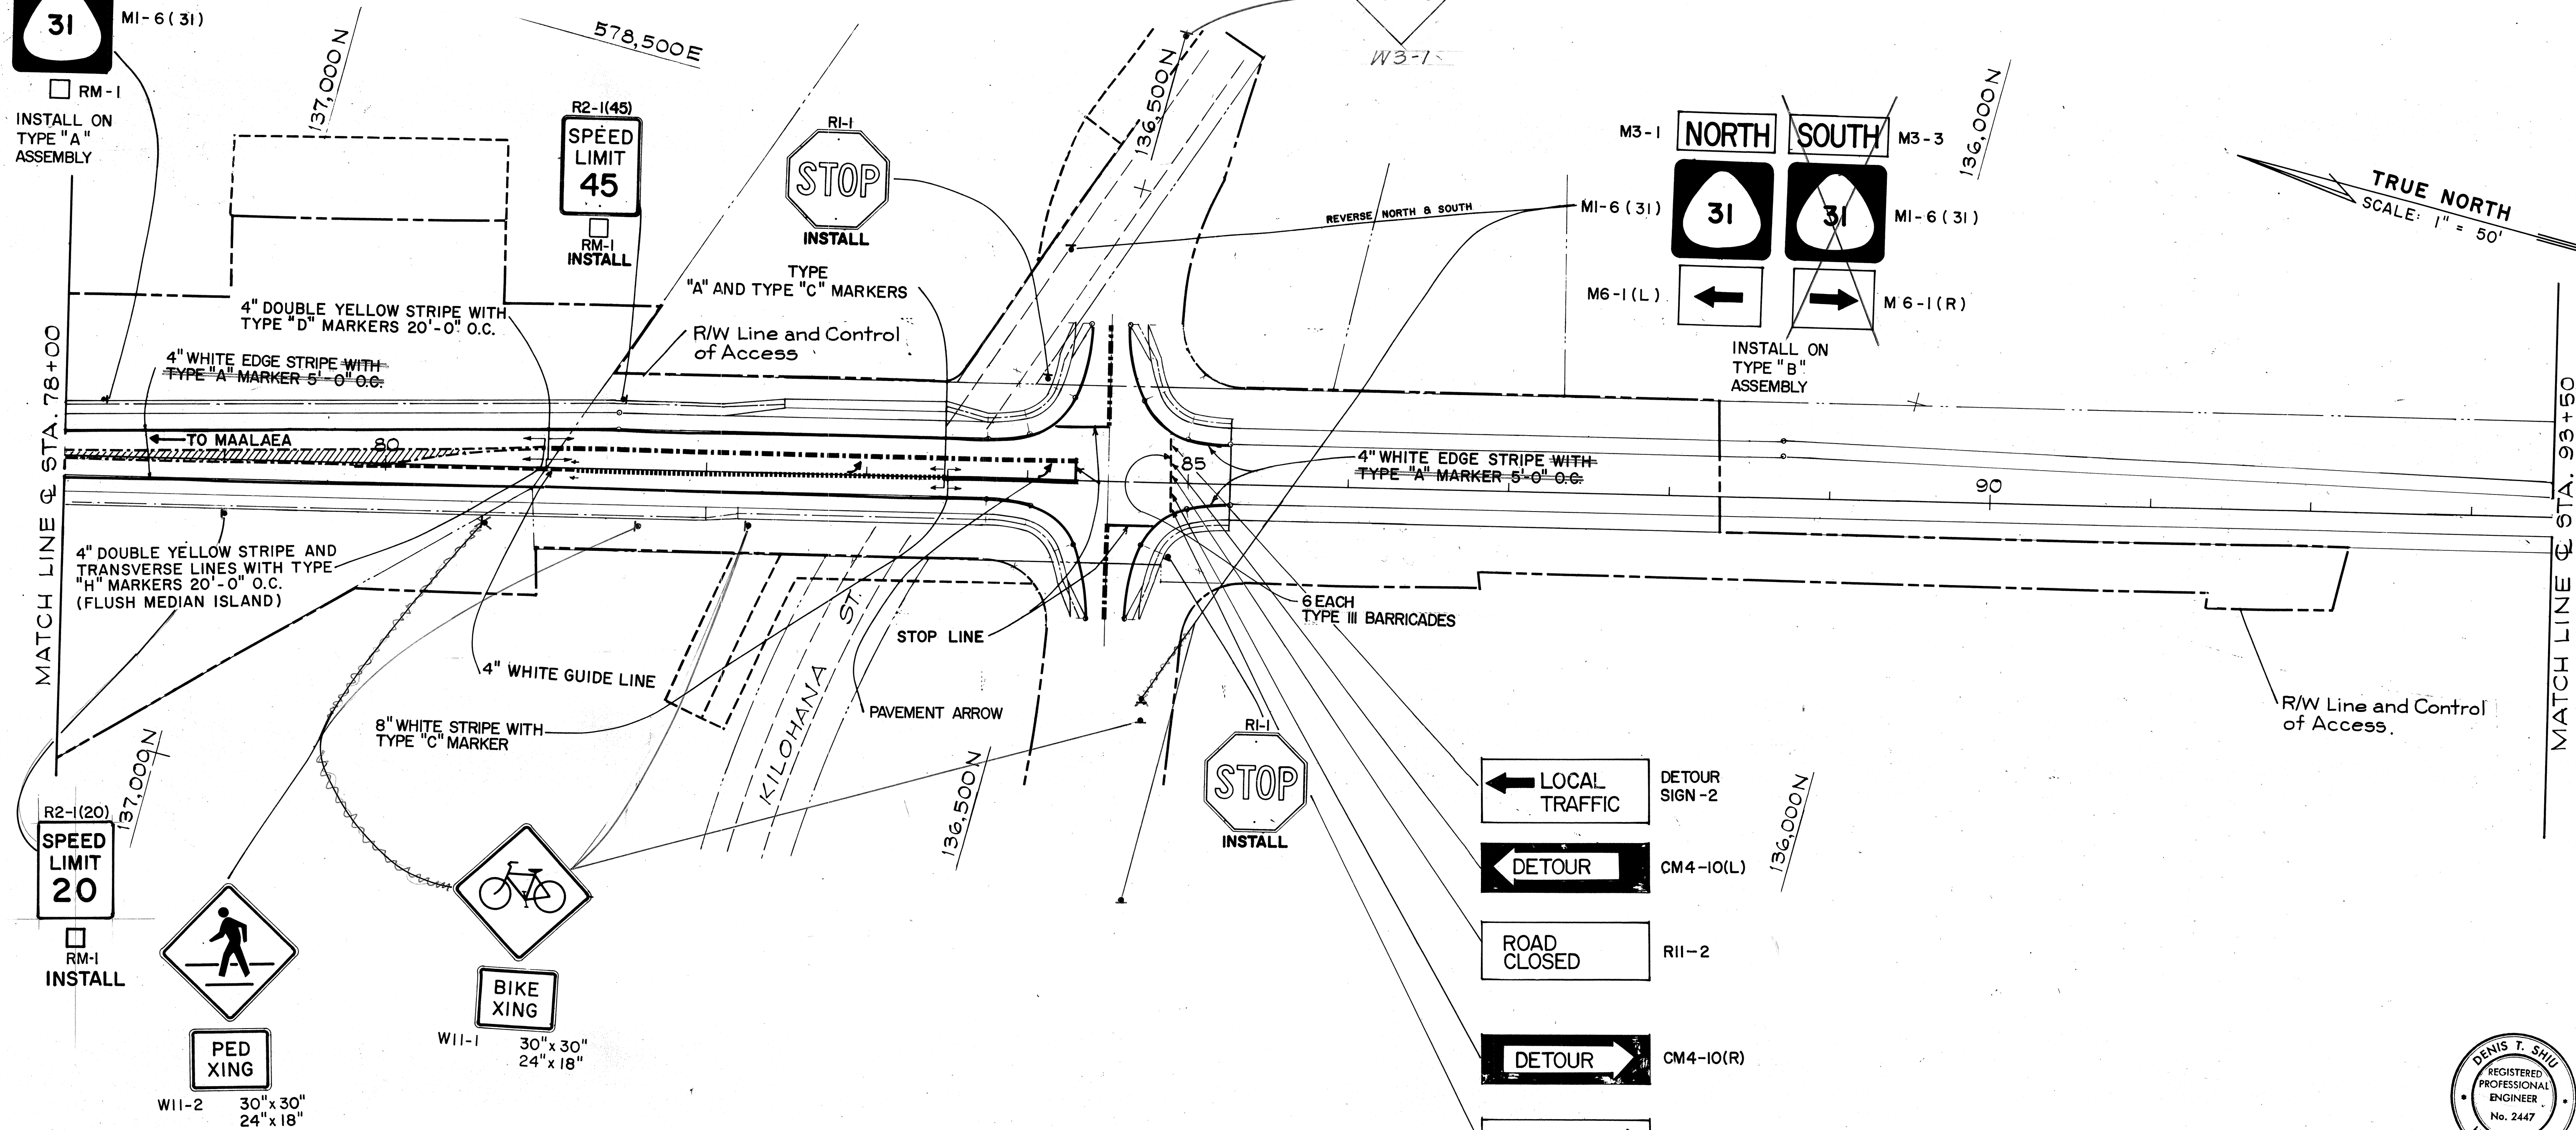 31
M1-6(31)
RM-1
INSTALL ON
TYPE "A"
ASSEMBLY
137,000N
578,500E
R2-1(45)
SPEED
LIMIT
45
RM-1
INSTALL
R1-1
STOP
INSTALL
136,500N
W3-1
M3-1
NORTH
SOUTH
M3-3
136,000N
TRUE NORTH
SCALE: 1" = 50'
REVERSE NORTH & SOUTH
M1-6(31)
31
31
M1-6(31)
M6-1(L)
M6-1(R)
INSTALL ON
TYPE "B"
ASSEMBLY
TYPE
"A" AND TYPE "C" MARKERS
4" DOUBLE YELLOW STRIPE WITH
TYPE "D" MARKERS 20'-0" O.C.
R/W Line and Control
of Access
4" WHITE EDGE STRIPE WITH
TYPE "A" MARKER 5'-0" O.C.
MATCH LINE ℄ STA. 78+00
TO MAALAEA
80
85
4" WHITE EDGE STRIPE WITH
TYPE "A" MARKER 5'-0" O.C.
90
MATCH LINE ℄ STA. 93+50
4" DOUBLE YELLOW STRIPE AND
TRANSVERSE LINES WITH TYPE
"H" MARKERS 20'-0" O.C.
(FLUSH MEDIAN ISLAND)
6 EACH
TYPE III BARRICADES
STOP LINE
4" WHITE GUIDE LINE
KILOHANA ST.
PAVEMENT ARROW
8" WHITE STRIPE WITH
TYPE "C" MARKER
R/W Line and Control
of Access.
137,000N
136,500N
R1-1
STOP
INSTALL
LOCAL
TRAFFIC
DETOUR
SIGN-2
136,000N
R2-1(20)
SPEED
LIMIT
20
RM-1
INSTALL
DETOUR
CM4-10(L)
ROAD
CLOSED
R11-2
DETOUR
CM4-10(R)
BIKE
XING
W11-1
30"x30"
24"x18"
PED
XING
W11-2
30"x30"
24"x18"
DENIS T. SHIU
REGISTERED
PROFESSIONAL
ENGINEER
No. 2447